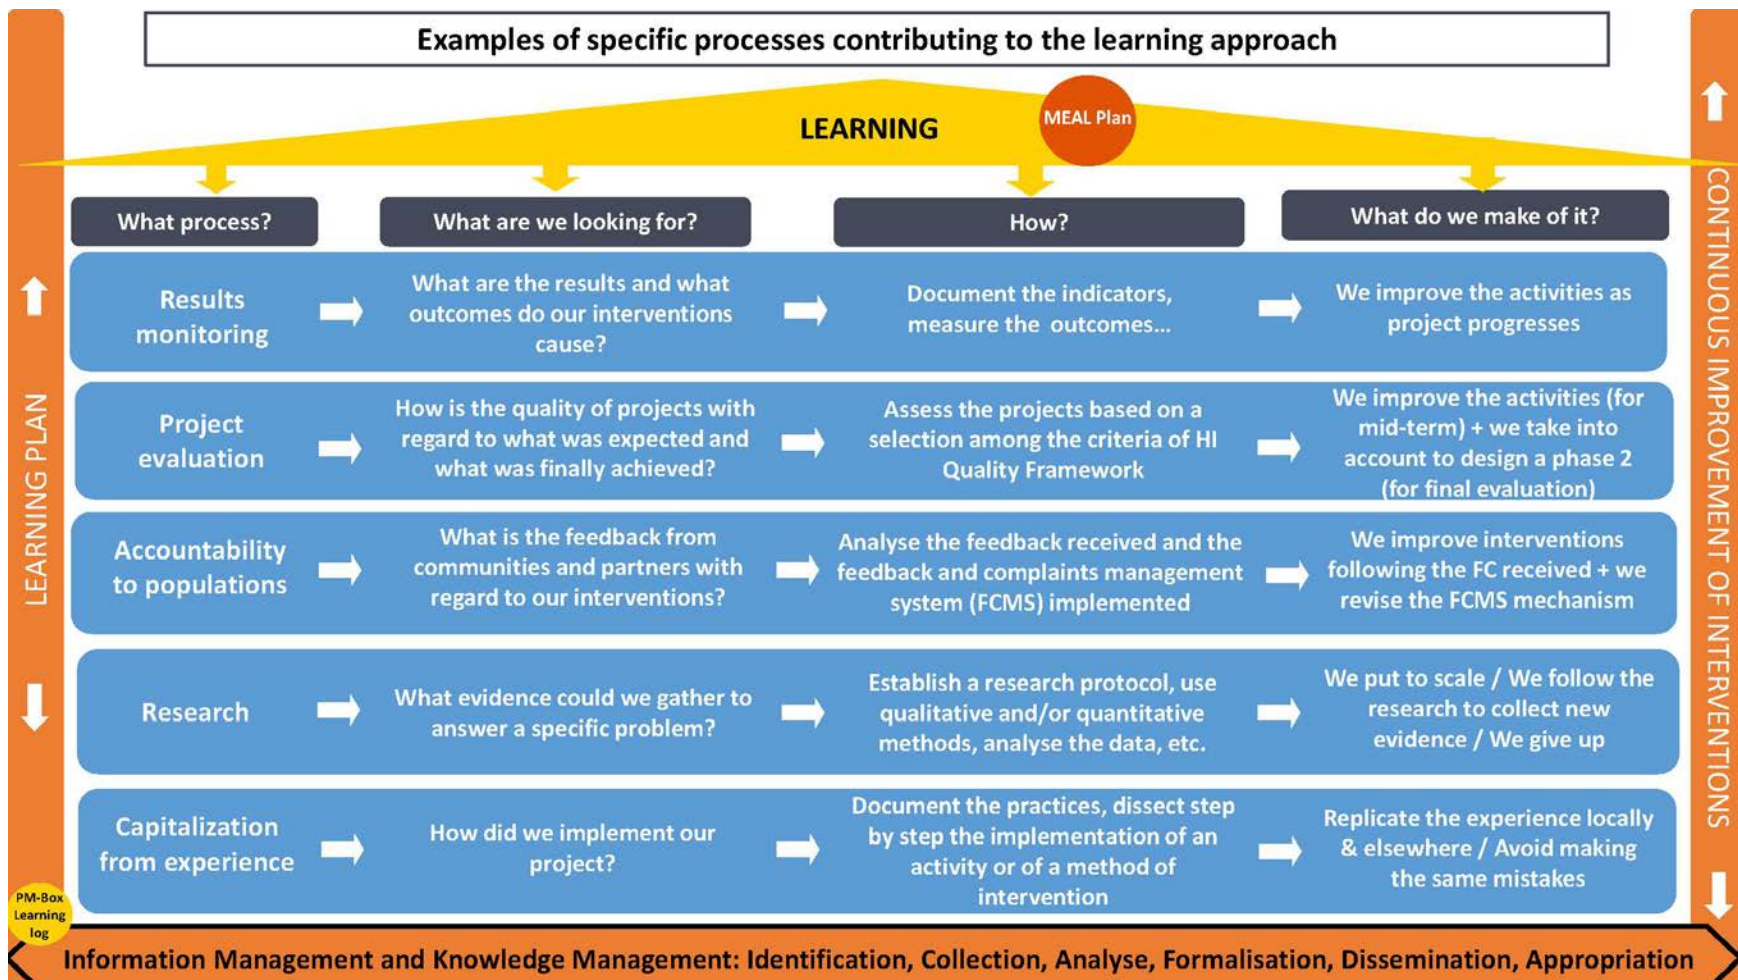 Examples of specific processes contributing to the learning approach
LEARNING
MEAL Plan
What process?
What are we looking for?
How?
What do we make of it?
Results
monitoring
What are the results and what
outcomes do our interventions
cause?
Document the indicators,
measure the outcomes...
We improve the activities as
project progresses
Project
evaluation
How is the quality of projects with
regard to what was expected and
what was finally achieved?
Assess the projects based on a
selection among the criteria of HI
Quality Framework
We improve the activities (for
mid-term) + we take into
account to design a phase 2
(for final evaluation)
Accountability
to populations
What is the feedback from
communities and partners with
regard to our interventions?
Analyse the feedback received and the
feedback and complaints management
system (FCMS) implemented
We improve interventions
following the FC received + we
revise the FCMS mechanism
Research
What evidence could we gather to
answer a specific problem?
Establish a research protocol, use
qualitative and/or quantitative
methods, analyse the data, etc.
We put to scale / We follow the
research to collect new
evidence / We give up
Capitalization
from experience
How did we implement our
project?
Document the practices, dissect step
by step the implementation of an
activity or of a method of
intervention
Replicate the experience locally
& elsewhere / Avoid making
the same mistakes
LEARNING PLAN
CONTINUOUS IMPROVEMENT OF INTERVENTIONS
PM-Box
Learning
log
Information Management and Knowledge Management: Identification, Collection, Analyse, Formalisation, Dissemination, Appropriation